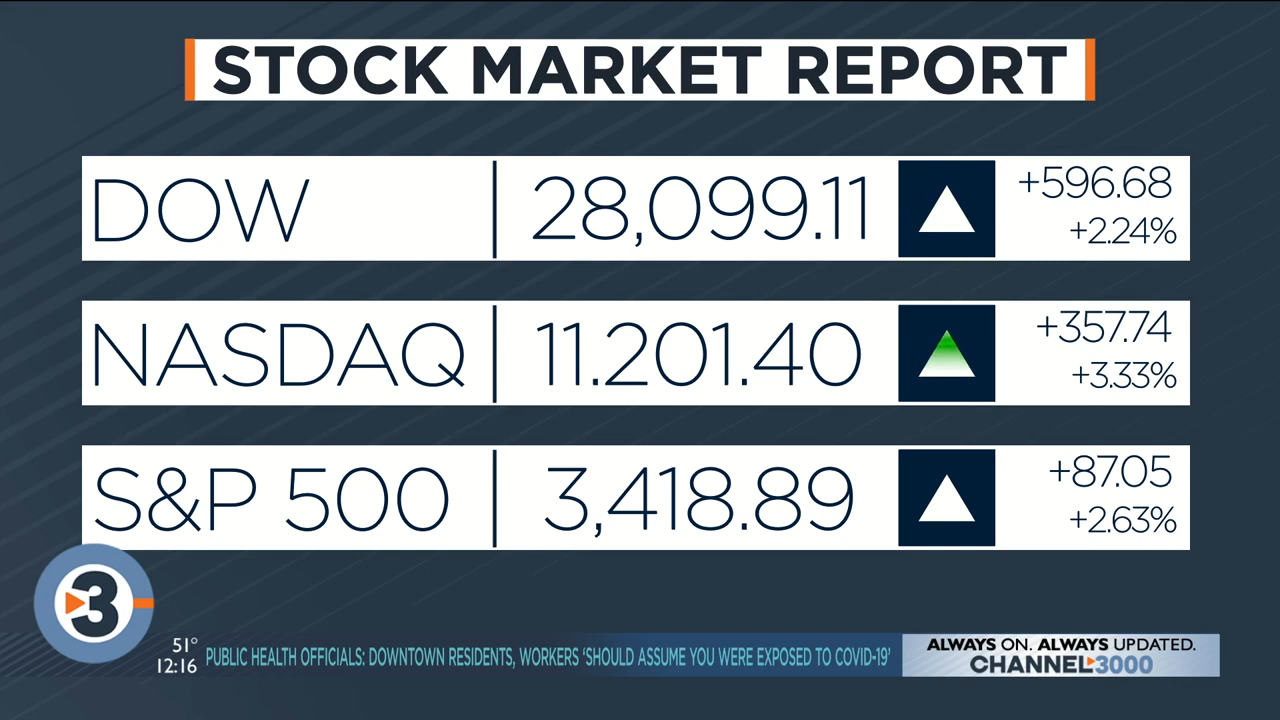 STOCK MARKET REPORT
DOW 28,099.11 +596.68
+2.24%
NASDAQ 11.201.40 +357.74
+3.33%
S&P 500 3,418.89 +87.05
+2.63%
3
51°
12:16
PUBLIC HEALTH OFFICIALS: DOWNTOWN RESIDENTS, WORKERS ‘SHOULD ASSUME YOU WERE EXPOSED TO COVID-19’
ALWAYS ON. ALWAYS UPDATED.
CHANNEL3000